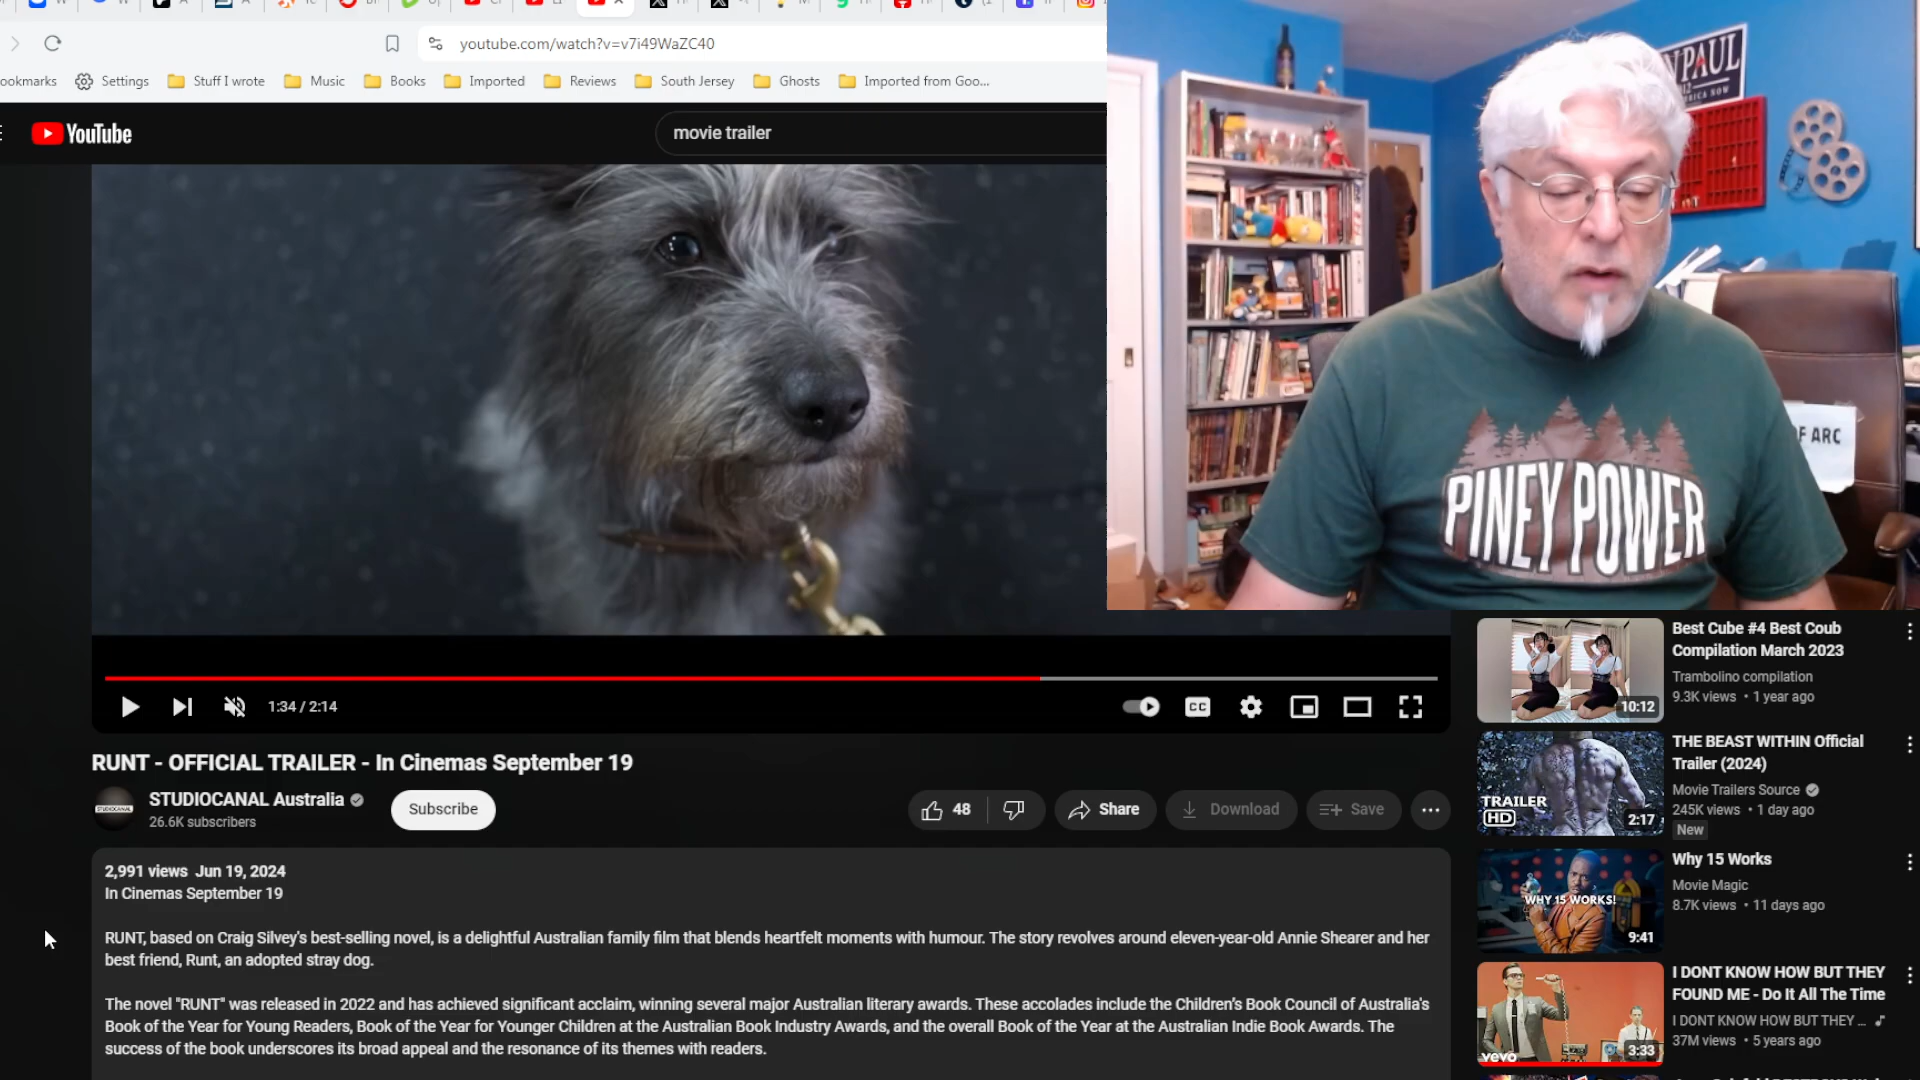 youtube.com/watch?v=v7i49WaZC40
ookmarks Settings Stuff I wrote Music Books Imported Reviews South Jersey Ghosts Imported from Goo...
YouTube
movie trailer
PAUL
F ARC
PINEY POWER
1:34 / 2:14
CC
RUNT - OFFICIAL TRAILER - In Cinemas September 19
STUDIOCANAL
STUDIOCANAL Australia
26.6K subscribers
Subscribe
48
Share
Download
Save
2,991 views Jun 19, 2024
In Cinemas September 19
RUNT, based on Craig Silvey's best-selling novel, is a delightful Australian family film that blends heartfelt moments with humour. The story revolves around eleven-year-old Annie Shearer and her
best friend, Runt, an adopted stray dog.
The novel "RUNT" was released in 2022 and has achieved significant acclaim, winning several major Australian literary awards. These accolades include the Children's Book Council of Australia's
Book of the Year for Young Readers, Book of the Year for Younger Children at the Australian Book Industry Awards, and the overall Book of the Year at the Australian Indie Book Awards. The
success of the book underscores its broad appeal and the resonance of its themes with readers.
10:12
Best Cube #4 Best Coub
Compilation March 2023
Trambolino compilation
9.3K views • 1 year ago
TRAILER
HD
2:17
THE BEAST WITHIN Official
Trailer (2024)
Movie Trailers Source
245K views • 1 day ago
New
WHY 15 WORKS!
9:41
Why 15 Works
Movie Magic
8.7K views • 11 days ago
vevo
3:33
I DONT KNOW HOW BUT THEY
FOUND ME - Do It All The Time
I DONT KNOW HOW BUT THEY ...
37M views • 5 years ago